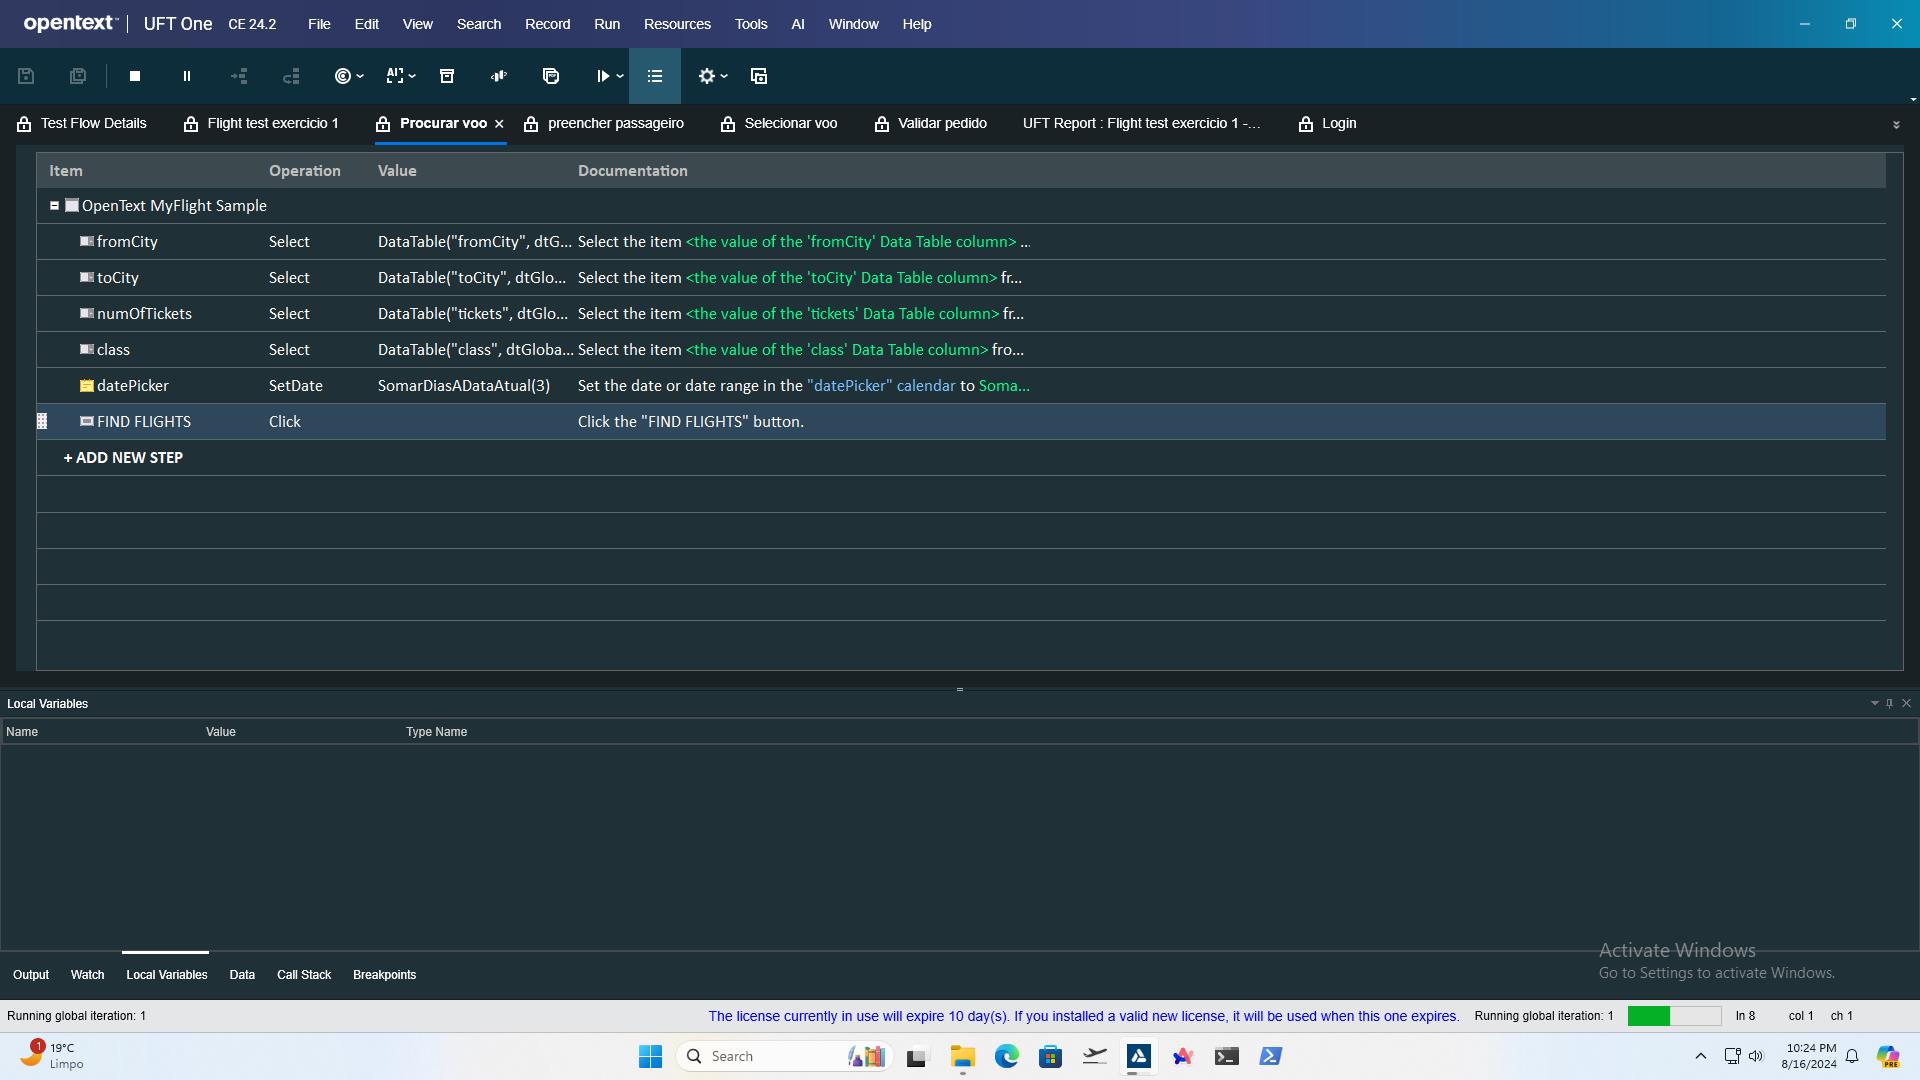 opentext™ | UFT One CE 24.2 File Edit View Search Record Run Resources Tools AI Window Help
AI
Test Flow Details Flight test exercicio 1 Procurar voo preencher passageiro Selecionar voo Validar pedido UFT Report : Flight test exercicio 1 -... Login
Item Operation Value Documentation
OpenText MyFlight Sample
fromCity Select DataTable("fromCity", dtG... Select the item <the value of the 'fromCity' Data Table column> ...
toCity Select DataTable("toCity", dtGlo... Select the item <the value of the 'toCity' Data Table column> fr...
numOfTickets Select DataTable("tickets", dtGlo... Select the item <the value of the 'tickets' Data Table column> fr...
class Select DataTable("class", dtGloba... Select the item <the value of the 'class' Data Table column> fro...
datePicker SetDate SomarDiasADataAtual(3) Set the date or date range in the "datePicker" calendar to Soma...
FIND FLIGHTS Click Click the "FIND FLIGHTS" button.
+ ADD NEW STEP
Local Variables
Name Value Type Name
Activate Windows
Go to Settings to activate Windows.
Output Watch Local Variables Data Call Stack Breakpoints
Running global iteration: 1 The license currently in use will expire 10 day(s). If you installed a valid new license, it will be used when this one expires. Running global iteration: 1 ln 8 col 1 ch 1
1 19°C
Limpo
Search
10:24 PM
8/16/2024
PRE